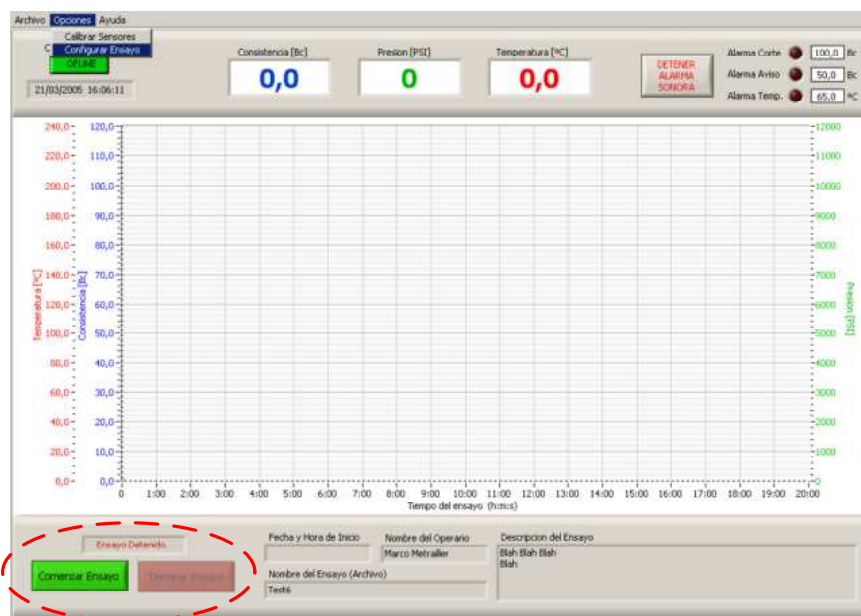 Archivo Opciones Ayuda
Calibrar Sensores
Configurar Ensayo
OFLINE
21/03/2005 16:06:11
Consistencia [Bc]
0,0
Presion [PSI]
0
Temperatura [ºC]
0,0
DETENER
ALARMA
SONORA
Alarma Corte 100,0 Bc
Alarma Aviso 50,0 Bc
Alarma Temp. 65,0 ºC
240,0 120,0 12000
220,0 110,0 11000
200,0 100,0 10000
180,0 90,0 9000
160,0 80,0 8000
140,0 70,0 7000
120,0 60,0 6000
100,0 50,0 5000
80,0 40,0 4000
60,0 30,0 3000
40,0 20,0 2000
20,0 10,0 1000
0,0 0,0 0
Temperatura [ºC]
Consistencia [Bc]
Presion [PSI]
0 1:00 2:00 3:00 4:00 5:00 6:00 7:00 8:00 9:00 10:00 11:00 12:00 13:00 14:00 15:00 16:00 17:00 18:00 19:00 20:00
Tiempo del ensayo (h:m:s)
Ensayo Detenido.
Comenzar Ensayo
Terminar Ensayo
Fecha y Hora de Inicio
Nombre del Operario
Marco Metrailler
Nombre del Ensayo (Archivo)
Test6
Descripcion del Ensayo
Blah Blah Blah
Blah